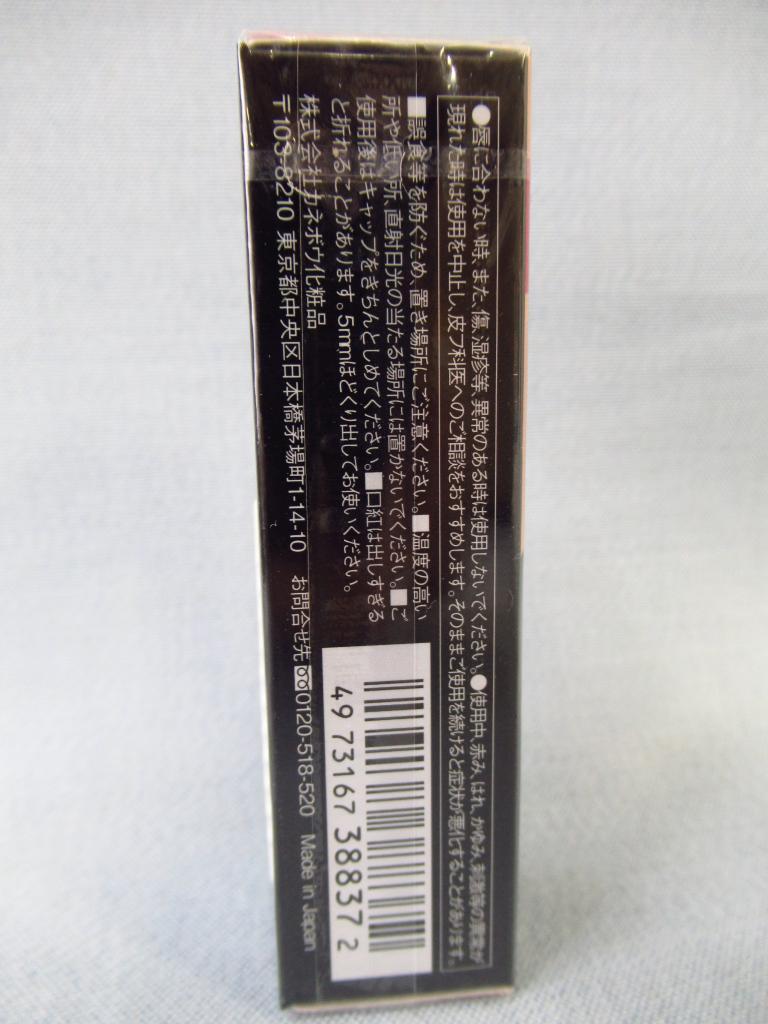 ●唇に合わない時、また、傷、湿疹等、異常のある時は使用しないでください。●使用中、赤み、はれ、かゆみ、刺激等の異常が
現れた時は使用を中止し、皮フ科医へのご相談をおすすめします。そのままご使用を続けると症状が悪化することがあります。
■誤食等を防ぐため、置き場所にご注意ください。■温度の高い
所や低い所、直射日光の当たる場所には置かないでください。■ご
使用後はキャップをきちんとしめてください。■口紅は出しすぎる
と折れることがあります。5mmほどくり出してお使いください。
株式会社カネボウ化粧品
〒103-8210 東京都中央区日本橋茅場町1-14-10 お問合せ先 0120-518-520 Made in Japan
4973167388372